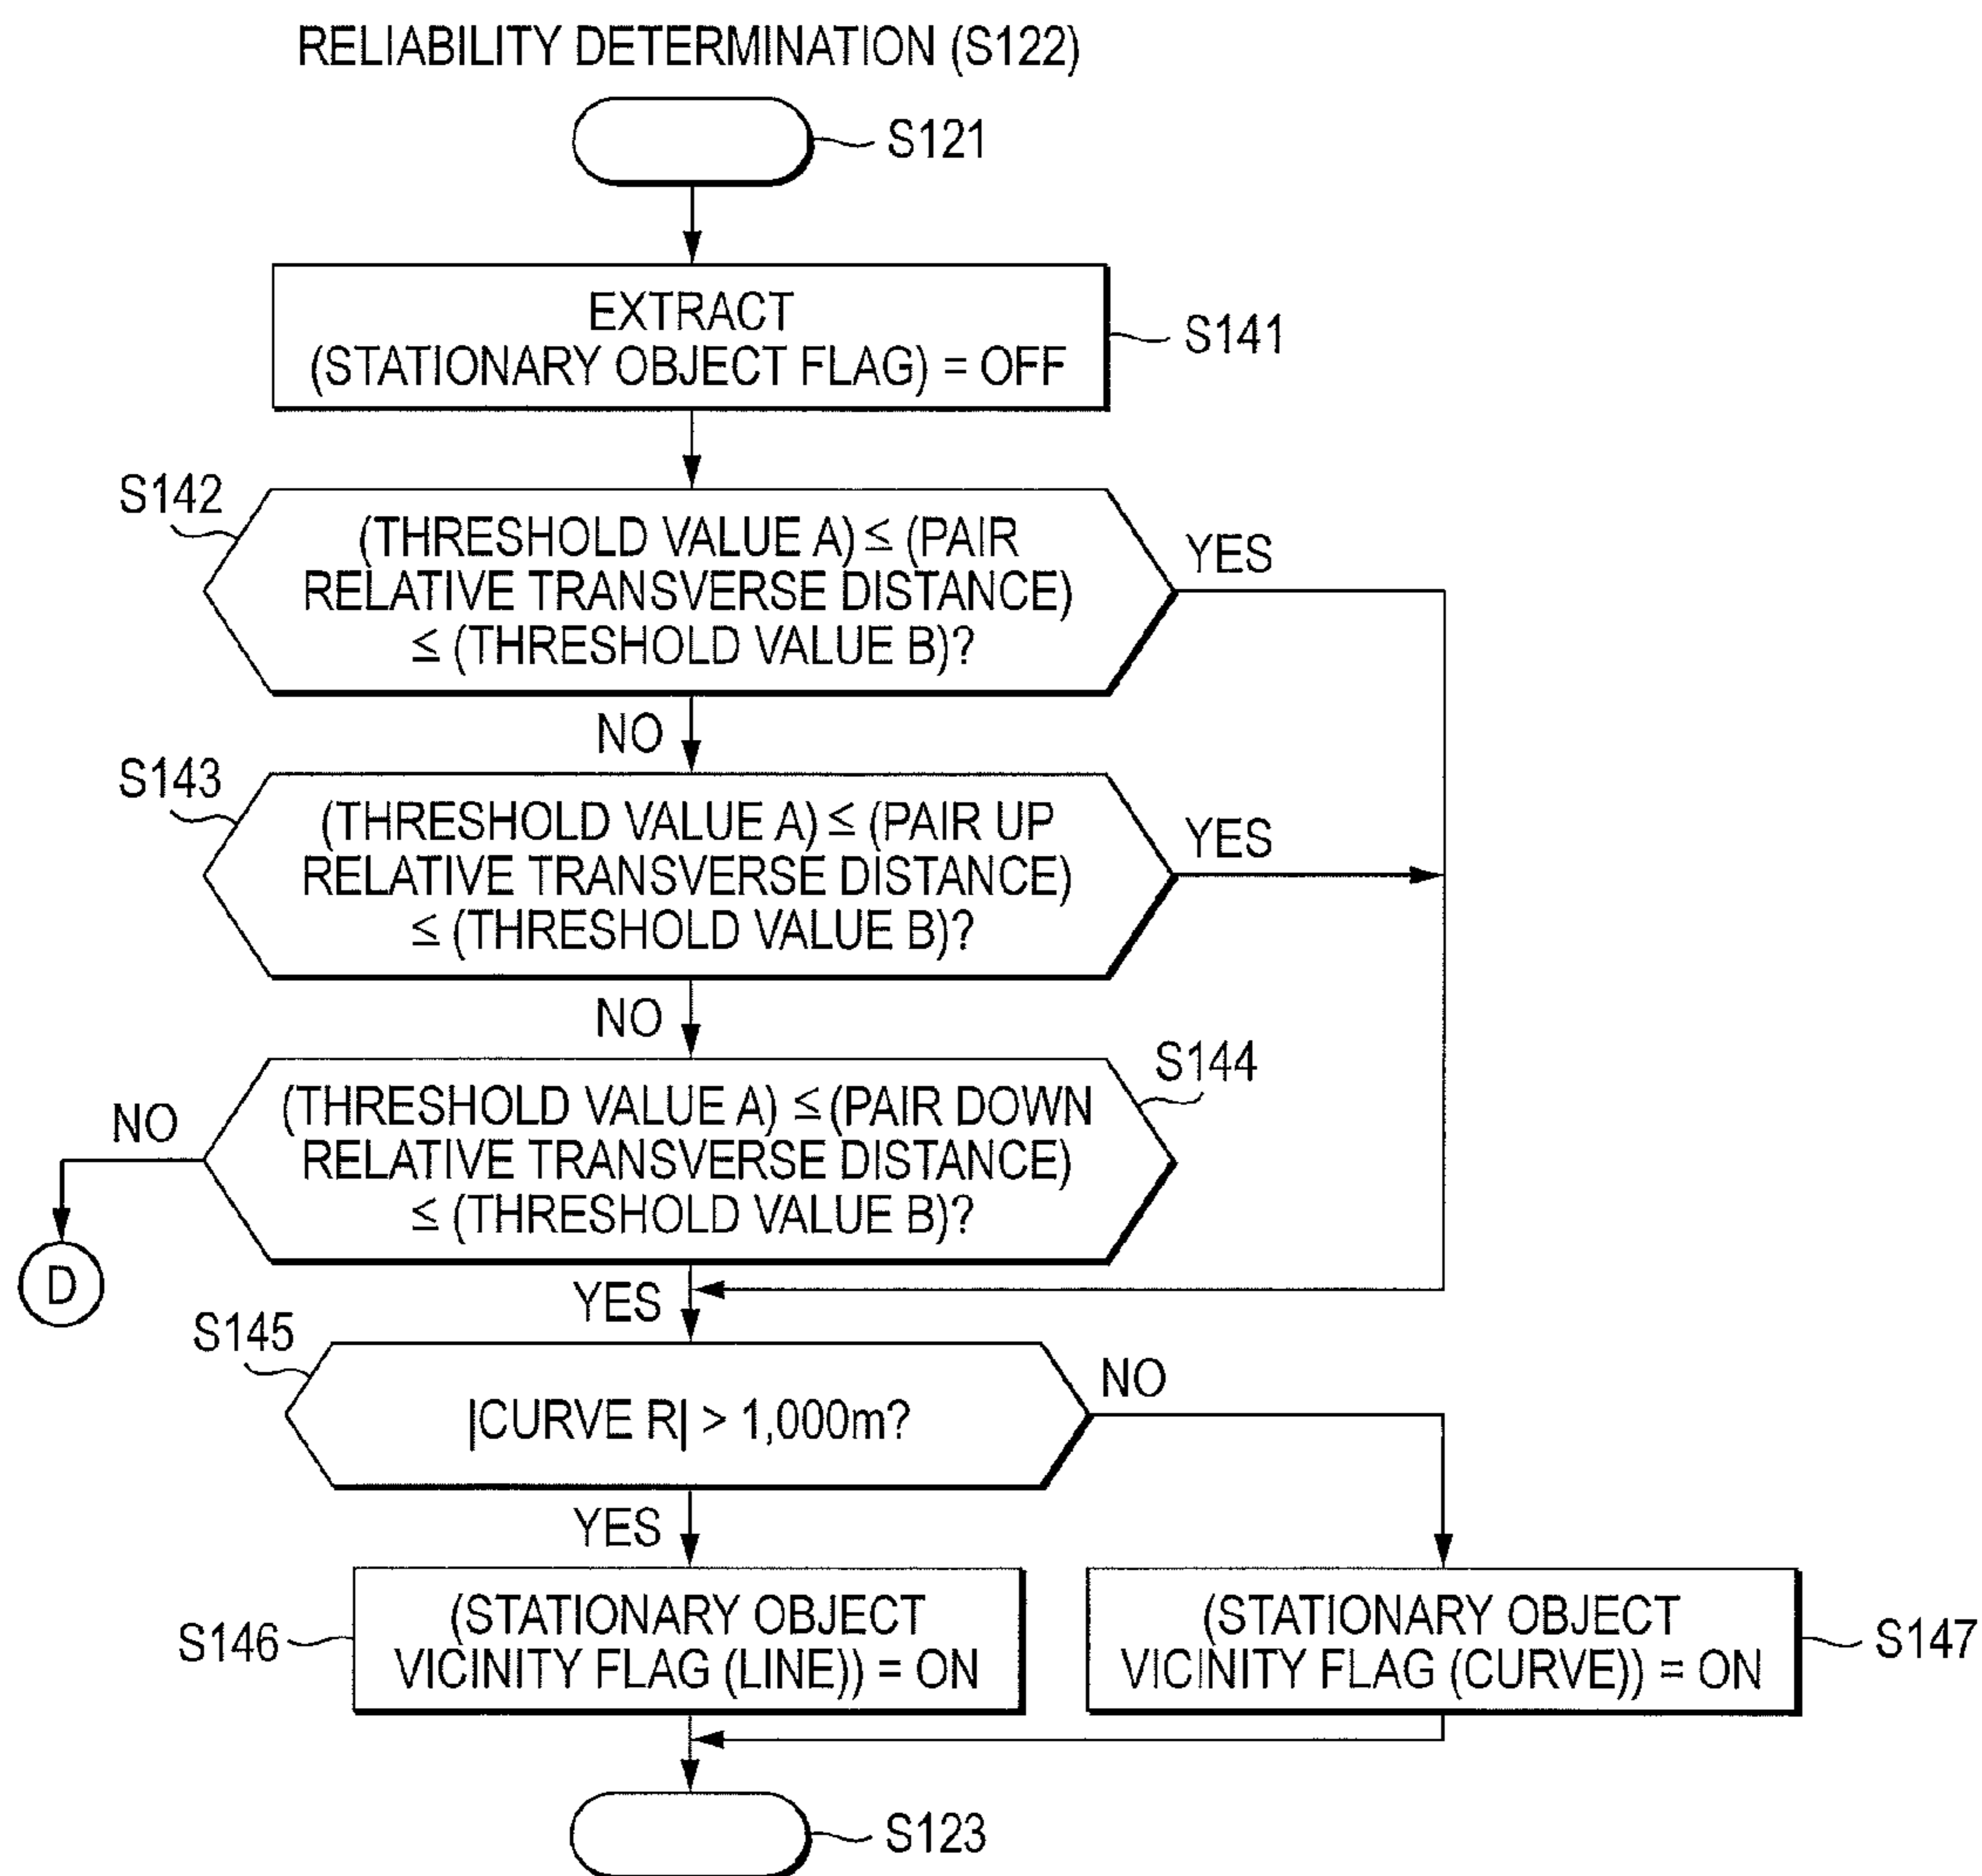 RELIABILITY DETERMINATION (S122)
S121
EXTRACT
(STATIONARY OBJECT FLAG) = OFF
S141
S142
(THRESHOLD VALUE A) ≤ (PAIR
RELATIVE TRANSVERSE DISTANCE)
≤ (THRESHOLD VALUE B)?
YES
NO
S143
(THRESHOLD VALUE A) ≤ (PAIR UP
RELATIVE TRANSVERSE DISTANCE)
≤ (THRESHOLD VALUE B)?
YES
NO
S144
(THRESHOLD VALUE A) ≤ (PAIR DOWN
RELATIVE TRANSVERSE DISTANCE)
≤ (THRESHOLD VALUE B)?
NO
D
YES
S145
|CURVE R| > 1,000m?
NO
YES
S146
(STATIONARY OBJECT
VICINITY FLAG (LINE)) = ON
(STATIONARY OBJECT
VICINITY FLAG (CURVE)) = ON
S147
S123